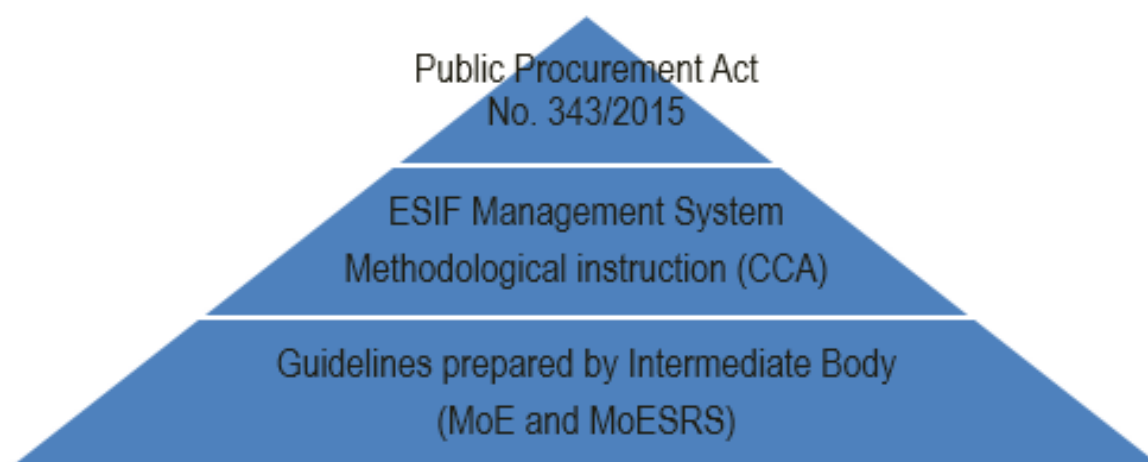 Public Procurement Act
No. 343/2015
ESIF Management System
Methodological instruction (CCA)
Guidelines prepared by Intermediate Body
(MoE and MoESRS)